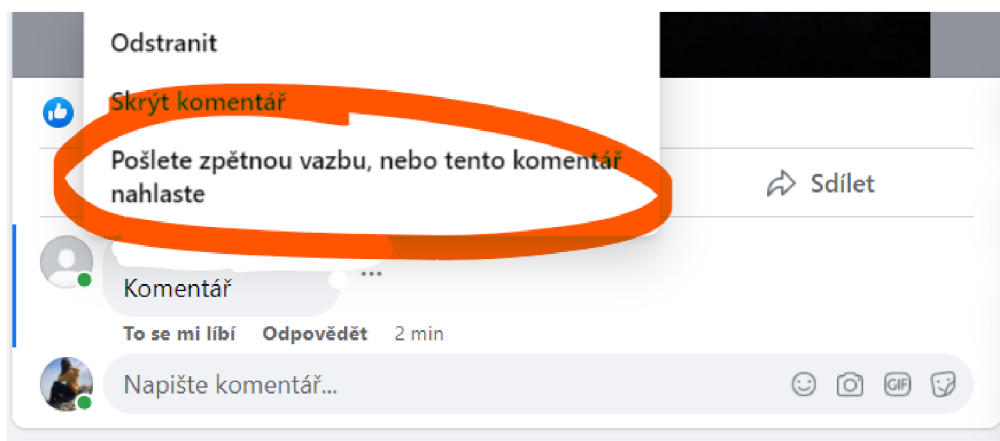 Odstranit
Skrýt komentář
Pošlete zpětnou vazbu, nebo tento komentář
nahlaste
Sdílet
Komentář
To se mi líbí Odpovědět 2 min
Napište komentář...
GIF